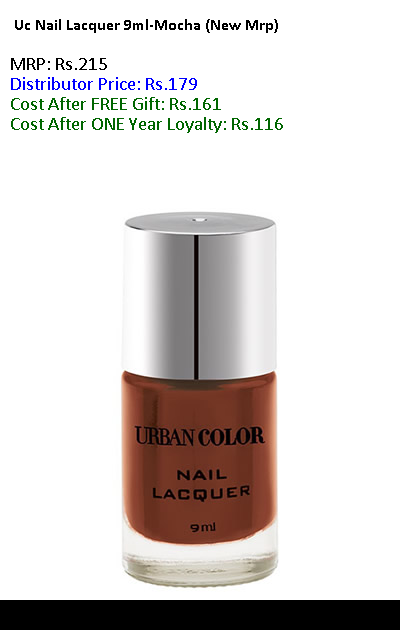 Uc Nail Lacquer 9ml-Mocha (New Mrp)
MRP: Rs.215
Distributor Price: Rs.179
Cost After FREE Gift: Rs.161
Cost After ONE Year Loyalty: Rs.116
URBAN COLOR
NAIL
LACQUER
9ml